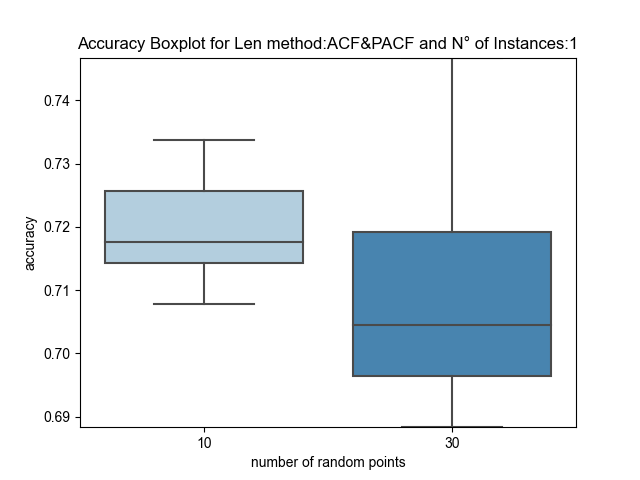 Accuracy Boxplot for Len method:ACF&PACF and N° of Instances:1
0.74
0.73
0.72
0.71
0.70
0.69
accuracy
10
30
number of random points